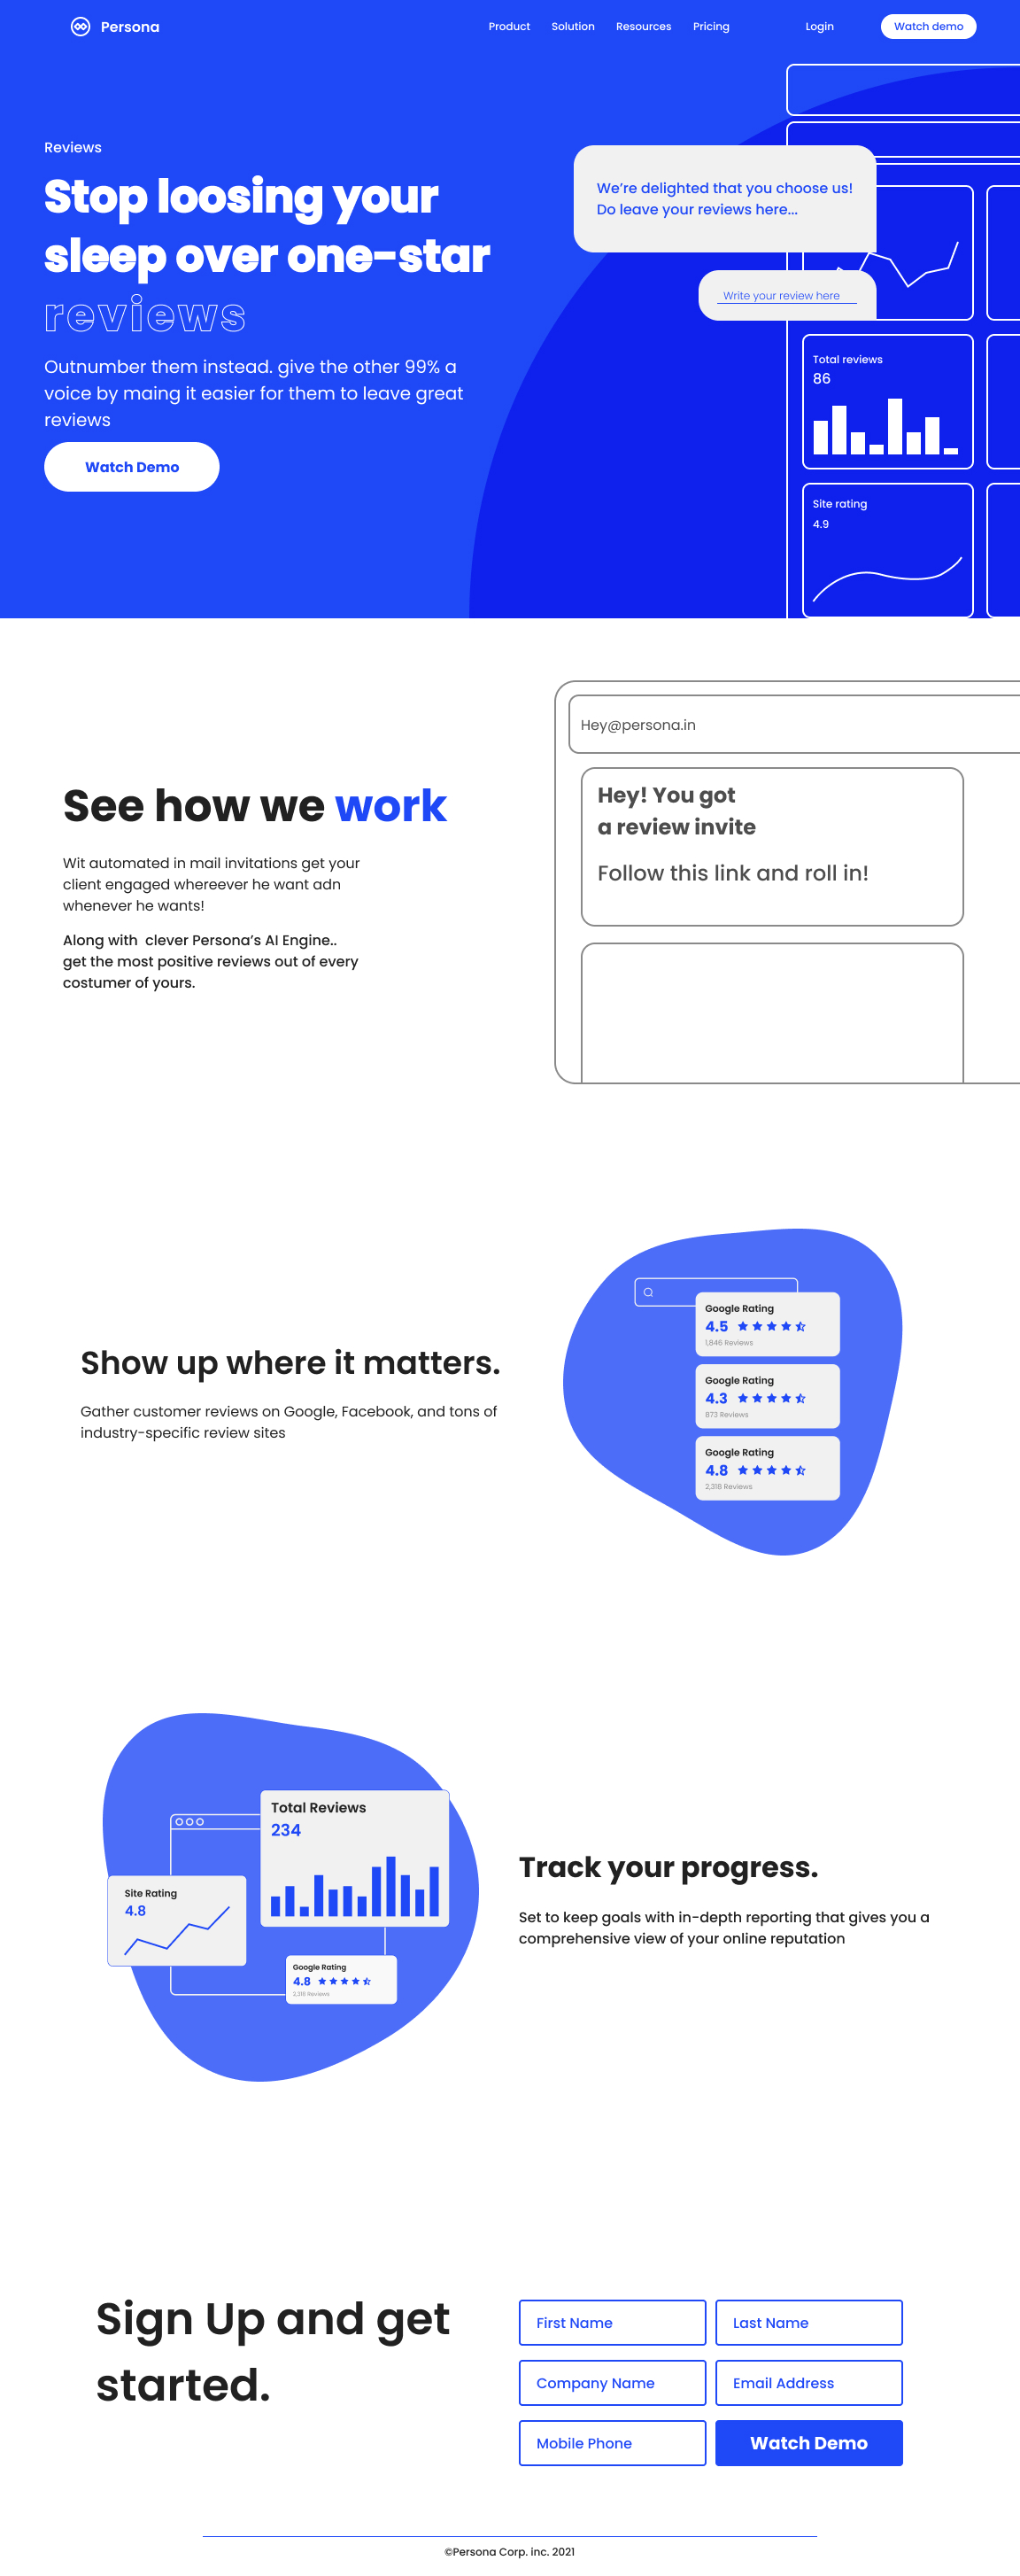 Persona
Product
Solution
Resources
Pricing
Login
Watch demo
Reviews
Stop loosing your
sleep over one-star
reviews
Outnumber them instead. give the other 99% a
voice by maing it easier for them to leave great
reviews
Watch Demo
We're delighted that you choose us!
Do leave your reviews here...
Write your review here
Total reviews
86
Site rating
4.9
See how we work
Wit automated in mail invitations get your
client engaged whereever he want adn
whenever he wants!
Along with clever Persona's AI Engine..
get the most positive reviews out of every
costumer of yours.
Hey@persona.in
Hey! You got
a review invite
Follow this link and roll in!
Show up where it matters.
Gather customer reviews on Google, Facebook, and tons of
industry-specific review sites
Google Rating
4.5
1,846 Reviews
Google Rating
4.3
873 Reviews
Google Rating
4.8
2,318 Reviews
Total Reviews
234
Site Rating
4.8
Google Rating
4.8
2,318 Reviews
Track your progress.
Set to keep goals with in-depth reporting that gives you a
comprehensive view of your online reputation
Sign Up and get
started.
First Name
Last Name
Company Name
Email Address
Mobile Phone
Watch Demo
©Persona Corp. inc. 2021